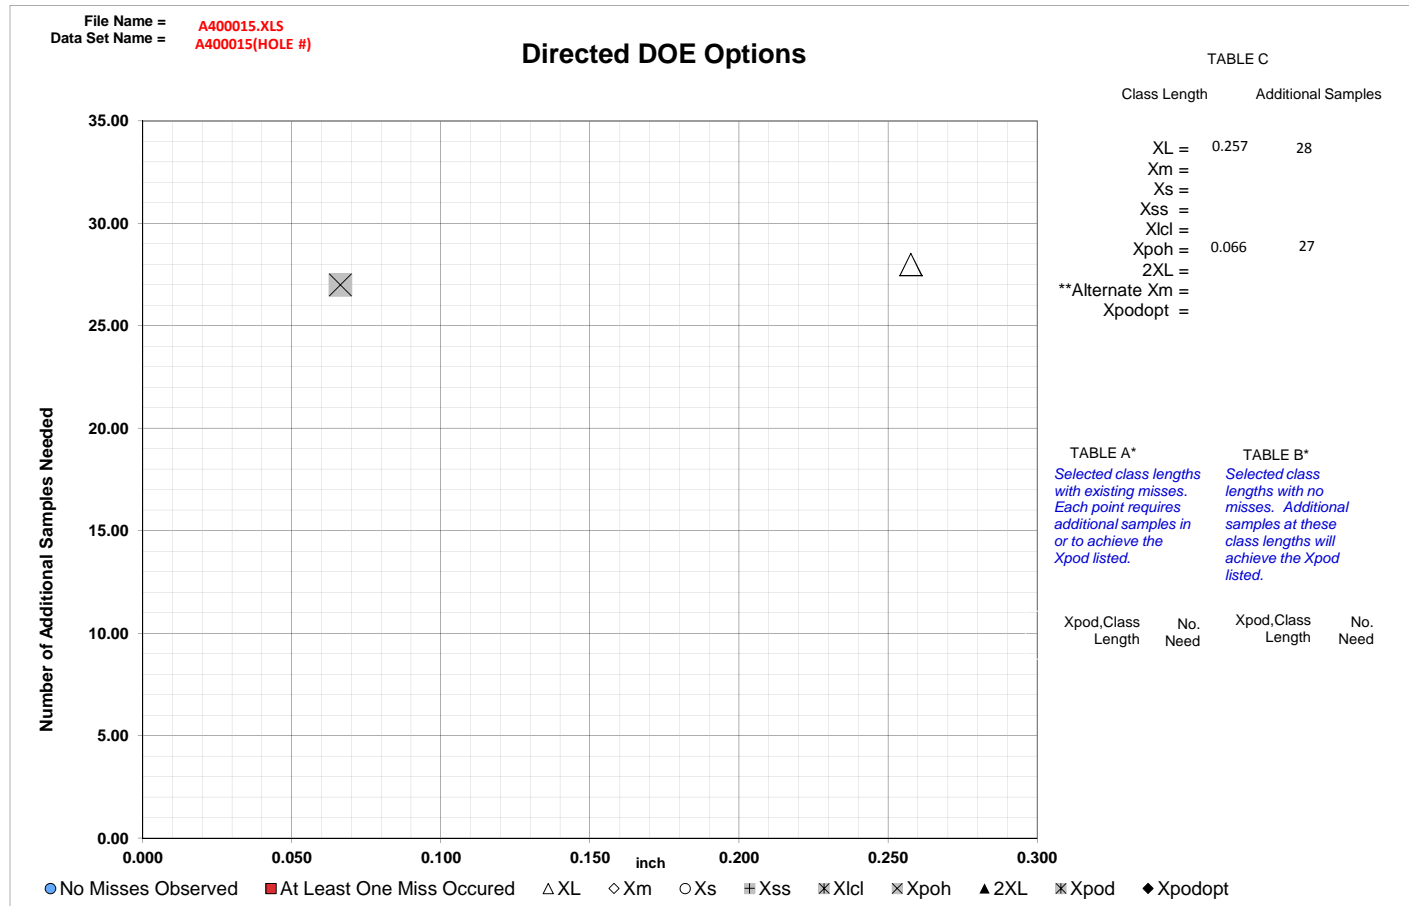 File Name = A400015.XLS
Data Set Name = A400015(HOLE #)
Directed DOE Options
TABLE C
Class Length Additional Samples
XL = 0.257 28
Xm =
Xs =
Xss =
Xlcl =
Xpoh = 0.066 27
2XL =
**Alternate Xm =
Xpodopt =
TABLE A*
Selected class lengths
with existing misses.
Each point requires
additional samples in
or to achieve the
Xpod listed.
TABLE B*
Selected class
lengths with no
misses. Additional
samples at these
class lengths will
achieve the Xpod
listed.
Xpod,Class
Length
No.
Need
Xpod,Class
Length
No.
Need
Number of Additional Samples Needed
35.00
30.00
25.00
20.00
15.00
10.00
5.00
0.00
0.000 0.050 0.100 0.150 0.200 0.250 0.300
inch
No Misses Observed At Least One Miss Occured XL Xm Xs Xss Xlcl Xpoh 2XL Xpod Xpodopt